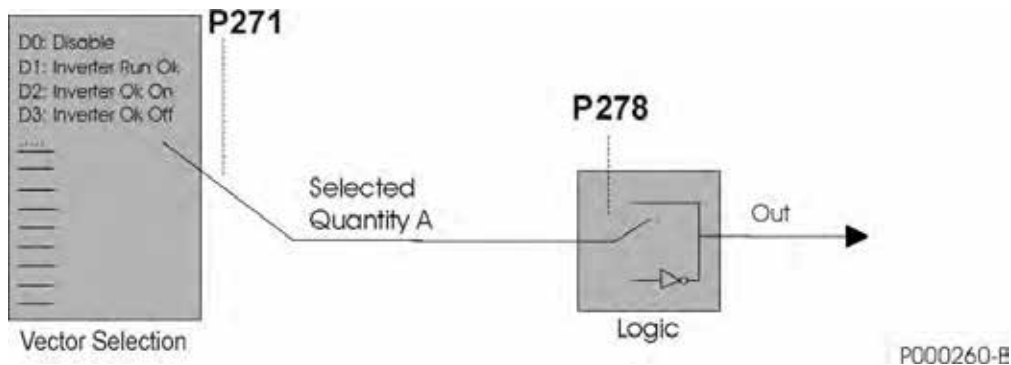 P271
D0: Disable
D1: Inverter Run Ok
D2: Inverter Ok On
D3: Inverter Ok Off
P278
Selected
Quantity A
Out
Logic
Vector Selection
P000260-B